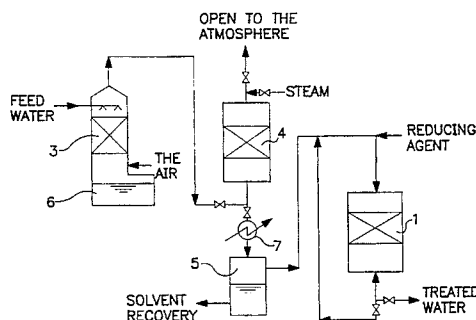 OPEN TO THE
ATMOSPHERE
STEAM
FEED
WATER
3
4
REDUCING
AGENT
THE
AIR
6
1
7
5
TREATED
WATER
SOLVENT
RECOVERY